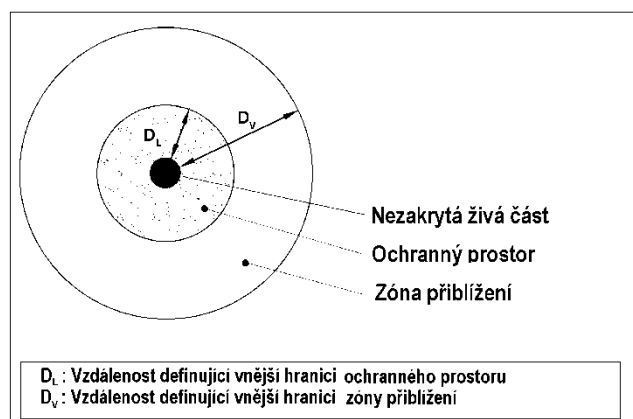 D_L
D_V
Nezakrytá živá část
Ochranný prostor
Zóna přiblížení
D_L : Vzdálenost definující vnější hranici ochranného prostoru
D_V : Vzdálenost definující vnější hranici zóny přiblížení